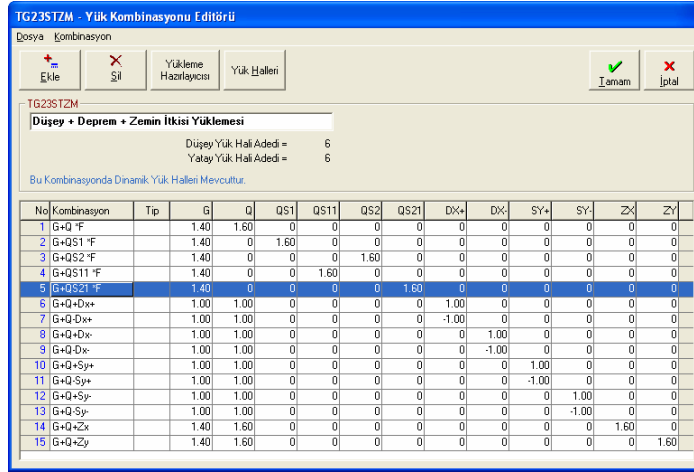 TG23STZM - Yük Kombinasyonu Editörü
Dosya Kombinasyon
Ekle Sil Yükleme Hazırlayıcısı Yük Halleri Tamam İptal
TG23STZM
Düşey + Deprem + Zemin İtkisi Yüklemesi
Düşey Yük Hali Adedi = 6
Yatay Yük Hali Adedi = 6
Bu Kombinasyonda Dinamik Yük Halleri Mevcuttur.
No Kombinasyon Tip G Q QS1 QS11 QS2 QS21 DX+ DX- SY+ SY- ZX ZY
1 G+Q *F 1.40 1.60 0 0 0 0 0 0 0 0 0 0
2 G+QS1 *F 1.40 0 1.60 0 0 0 0 0 0 0 0 0
3 G+QS2 *F 1.40 0 0 0 1.60 0 0 0 0 0 0 0
4 G+QS11 *F 1.40 0 0 1.60 0 0 0 0 0 0 0 0
5 G+QS21 *F 1.40 0 0 0 0 1.60 0 0 0 0 0 0
6 G+Q+Dx+ 1.00 1.00 0 0 0 0 1.00 0 0 0 0 0
7 G+Q-Dx+ 1.00 1.00 0 0 0 0 -1.00 0 0 0 0 0
8 G+Q+Dx- 1.00 1.00 0 0 0 0 0 1.00 0 0 0 0
9 G+Q-Dx- 1.00 1.00 0 0 0 0 0 -1.00 0 0 0 0
10 G+Q+Sy+ 1.00 1.00 0 0 0 0 0 0 1.00 0 0 0
11 G+Q-Sy+ 1.00 1.00 0 0 0 0 0 0 -1.00 0 0 0
12 G+Q+Sy- 1.00 1.00 0 0 0 0 0 0 0 1.00 0 0
13 G+Q-Sy- 1.00 1.00 0 0 0 0 0 0 0 -1.00 0 0
14 G+Q+Zx 1.40 1.60 0 0 0 0 0 0 0 0 1.60 0
15 G+Q+Zy 1.40 1.60 0 0 0 0 0 0 0 0 0 1.60